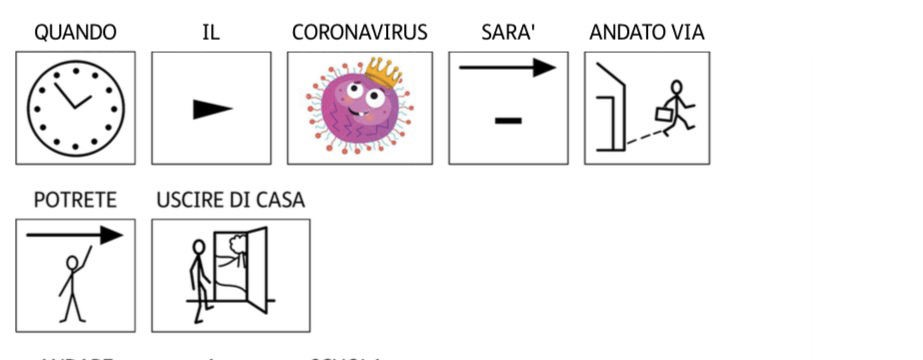 QUANDO IL CORONAVIRUS SARA' ANDATO VIA
POTRETE USCIRE DI CASA